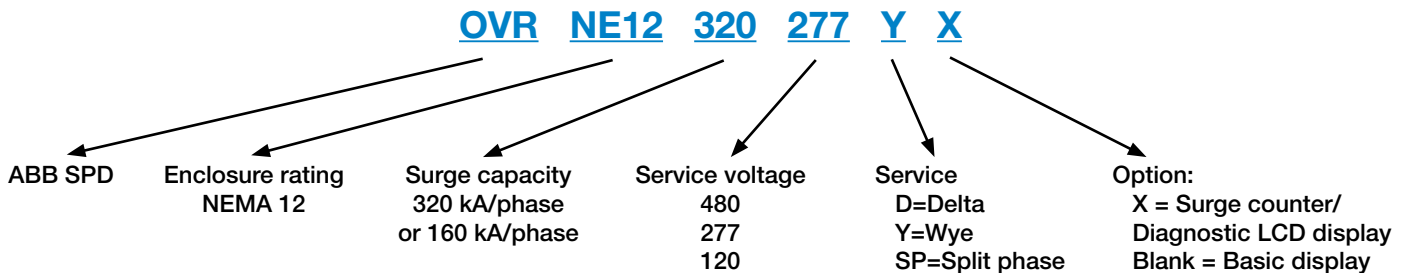 OVR NE12 320 277 Y X
ABB SPD
Enclosure rating
NEMA 12
Surge capacity
320 kA/phase
or 160 kA/phase
Service voltage
480
277
120
Service
D=Delta
Y=Wye
SP=Split phase
Option:
X = Surge counter/
Diagnostic LCD display
Blank = Basic display